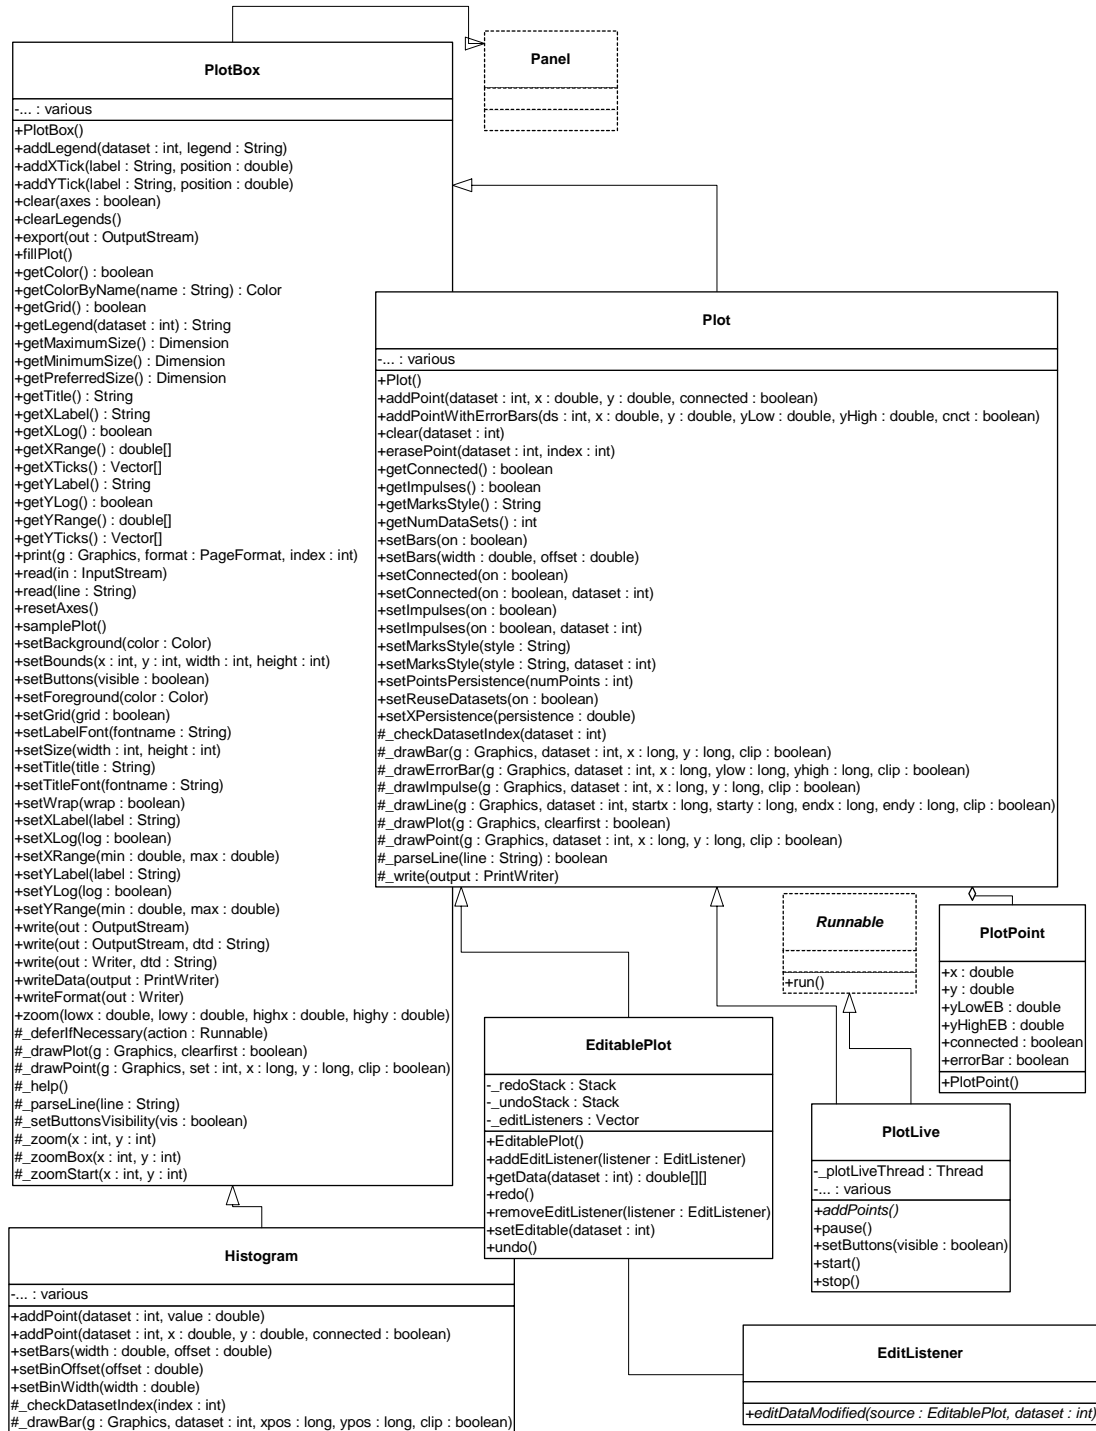 PlotBox
-... : various
+PlotBox()
+addLegend(dataset : int, legend : String)
+addXTick(label : String, position : double)
+addYTick(label : String, position : double)
+clear(axes : boolean)
+clearLegends()
+export(out : OutputStream)
+fillPlot()
+getColor() : boolean
+getColorByName(name : String) : Color
+getGrid() : boolean
+getLegend(dataset : int) : String
+getMaximumSize() : Dimension
+getMinimumSize() : Dimension
+getPreferredSize() : Dimension
+getTitle() : String
+getXLabel() : String
+getXLog() : boolean
+getXRange() : double[]
+getXTicks() : Vector[]
+getYLabel() : String
+getYLog() : boolean
+getYRange() : double[]
+getYTicks() : Vector[]
+print(g : Graphics, format : PageFormat, index : int)
+read(in : InputStream)
+read(line : String)
+resetAxes()
+samplePlot()
+setBackground(color : Color)
+setBounds(x : int, y : int, width : int, height : int)
+setButtons(visible : boolean)
+setForeground(color : Color)
+setGrid(grid : boolean)
+setLabelFont(fontname : String)
+setSize(width : int, height : int)
+setTitle(title : String)
+setTitleFont(fontname : String)
+setWrap(wrap : boolean)
+setXLabel(label : String)
+setXLog(log : boolean)
+setXRange(min : double, max : double)
+setYLabel(label : String)
+setYLog(log : boolean)
+setYRange(min : double, max : double)
+write(out : OutputStream)
+write(out : OutputStream, dtd : String)
+write(out : Writer, dtd : String)
+writeData(output : PrintWriter)
+writeFormat(out : Writer)
+zoom(lowx : double, lowy : double, highx : double, highy : double)
#_deferIfNecessary(action : Runnable)
#_drawPlot(g : Graphics, clearfirst : boolean)
#_drawPoint(g : Graphics, set : int, x : long, y : long, clip : boolean)
#_help()
#_parseLine(line : String)
#_setButtonsVisibility(vis : boolean)
#_zoom(x : int, y : int)
#_zoomBox(x : int, y : int)
#_zoomStart(x : int, y : int)
Panel
Plot
-... : various
+Plot()
+addPoint(dataset : int, x : double, y : double, connected : boolean)
+addPointWithErrorBars(ds : int, x : double, y : double, yLow : double, yHigh : double, cnct : boolean)
+clear(dataset : int)
+erasePoint(dataset : int, index : int)
+getConnected() : boolean
+getImpulses() : boolean
+getMarksStyle() : String
+getNumDataSets() : int
+setBars(on : boolean)
+setBars(width : double, offset : double)
+setConnected(on : boolean)
+setConnected(on : boolean, dataset : int)
+setImpulses(on : boolean)
+setImpulses(on : boolean, dataset : int)
+setMarksStyle(style : String)
+setMarksStyle(style : String, dataset : int)
+setPointsPersistence(numPoints : int)
+setReuseDatasets(on : boolean)
+setXPersistence(persistence : double)
#_checkDatasetIndex(dataset : int)
#_drawBar(g : Graphics, dataset : int, x : long, y : long, clip : boolean)
#_drawErrorBar(g : Graphics, dataset : int, x : long, ylow : long, yhigh : long, clip : boolean)
#_drawImpulse(g : Graphics, dataset : int, x : long, y : long, clip : boolean)
#_drawLine(g : Graphics, dataset : int, startx : long, starty : long, endx : long, endy : long, clip : boolean)
#_drawPlot(g : Graphics, clearfirst : boolean)
#_drawPoint(g : Graphics, dataset : int, x : long, y : long, clip : boolean)
#_parseLine(line : String) : boolean
#_write(output : PrintWriter)
Runnable
+run()
PlotPoint
+x : double
+y : double
+yLowEB : double
+yHighEB : double
+connected : boolean
+errorBar : boolean
+PlotPoint()
EditablePlot
-_redoStack : Stack
-_undoStack : Stack
-_editListeners : Vector
+EditablePlot()
+addEditListener(listener : EditListener)
+getData(dataset : int) : double[][]
+redo()
+removeEditListener(listener : EditListener)
+setEditable(dataset : int)
+undo()
PlotLive
-_plotLiveThread : Thread
-... : various
+addPoints()
+pause()
+setButtons(visible : boolean)
+start()
+stop()
Histogram
-... : various
+addPoint(dataset : int, value : double)
+addPoint(dataset : int, x : double, y : double, connected : boolean)
+setBars(width : double, offset : double)
+setBinOffset(offset : double)
+setBinWidth(width : double)
#_checkDatasetIndex(index : int)
#_drawBar(g : Graphics, dataset : int, xpos : long, ypos : long, clip : boolean)
EditListener
+editDataModified(source : EditablePlot, dataset : int)